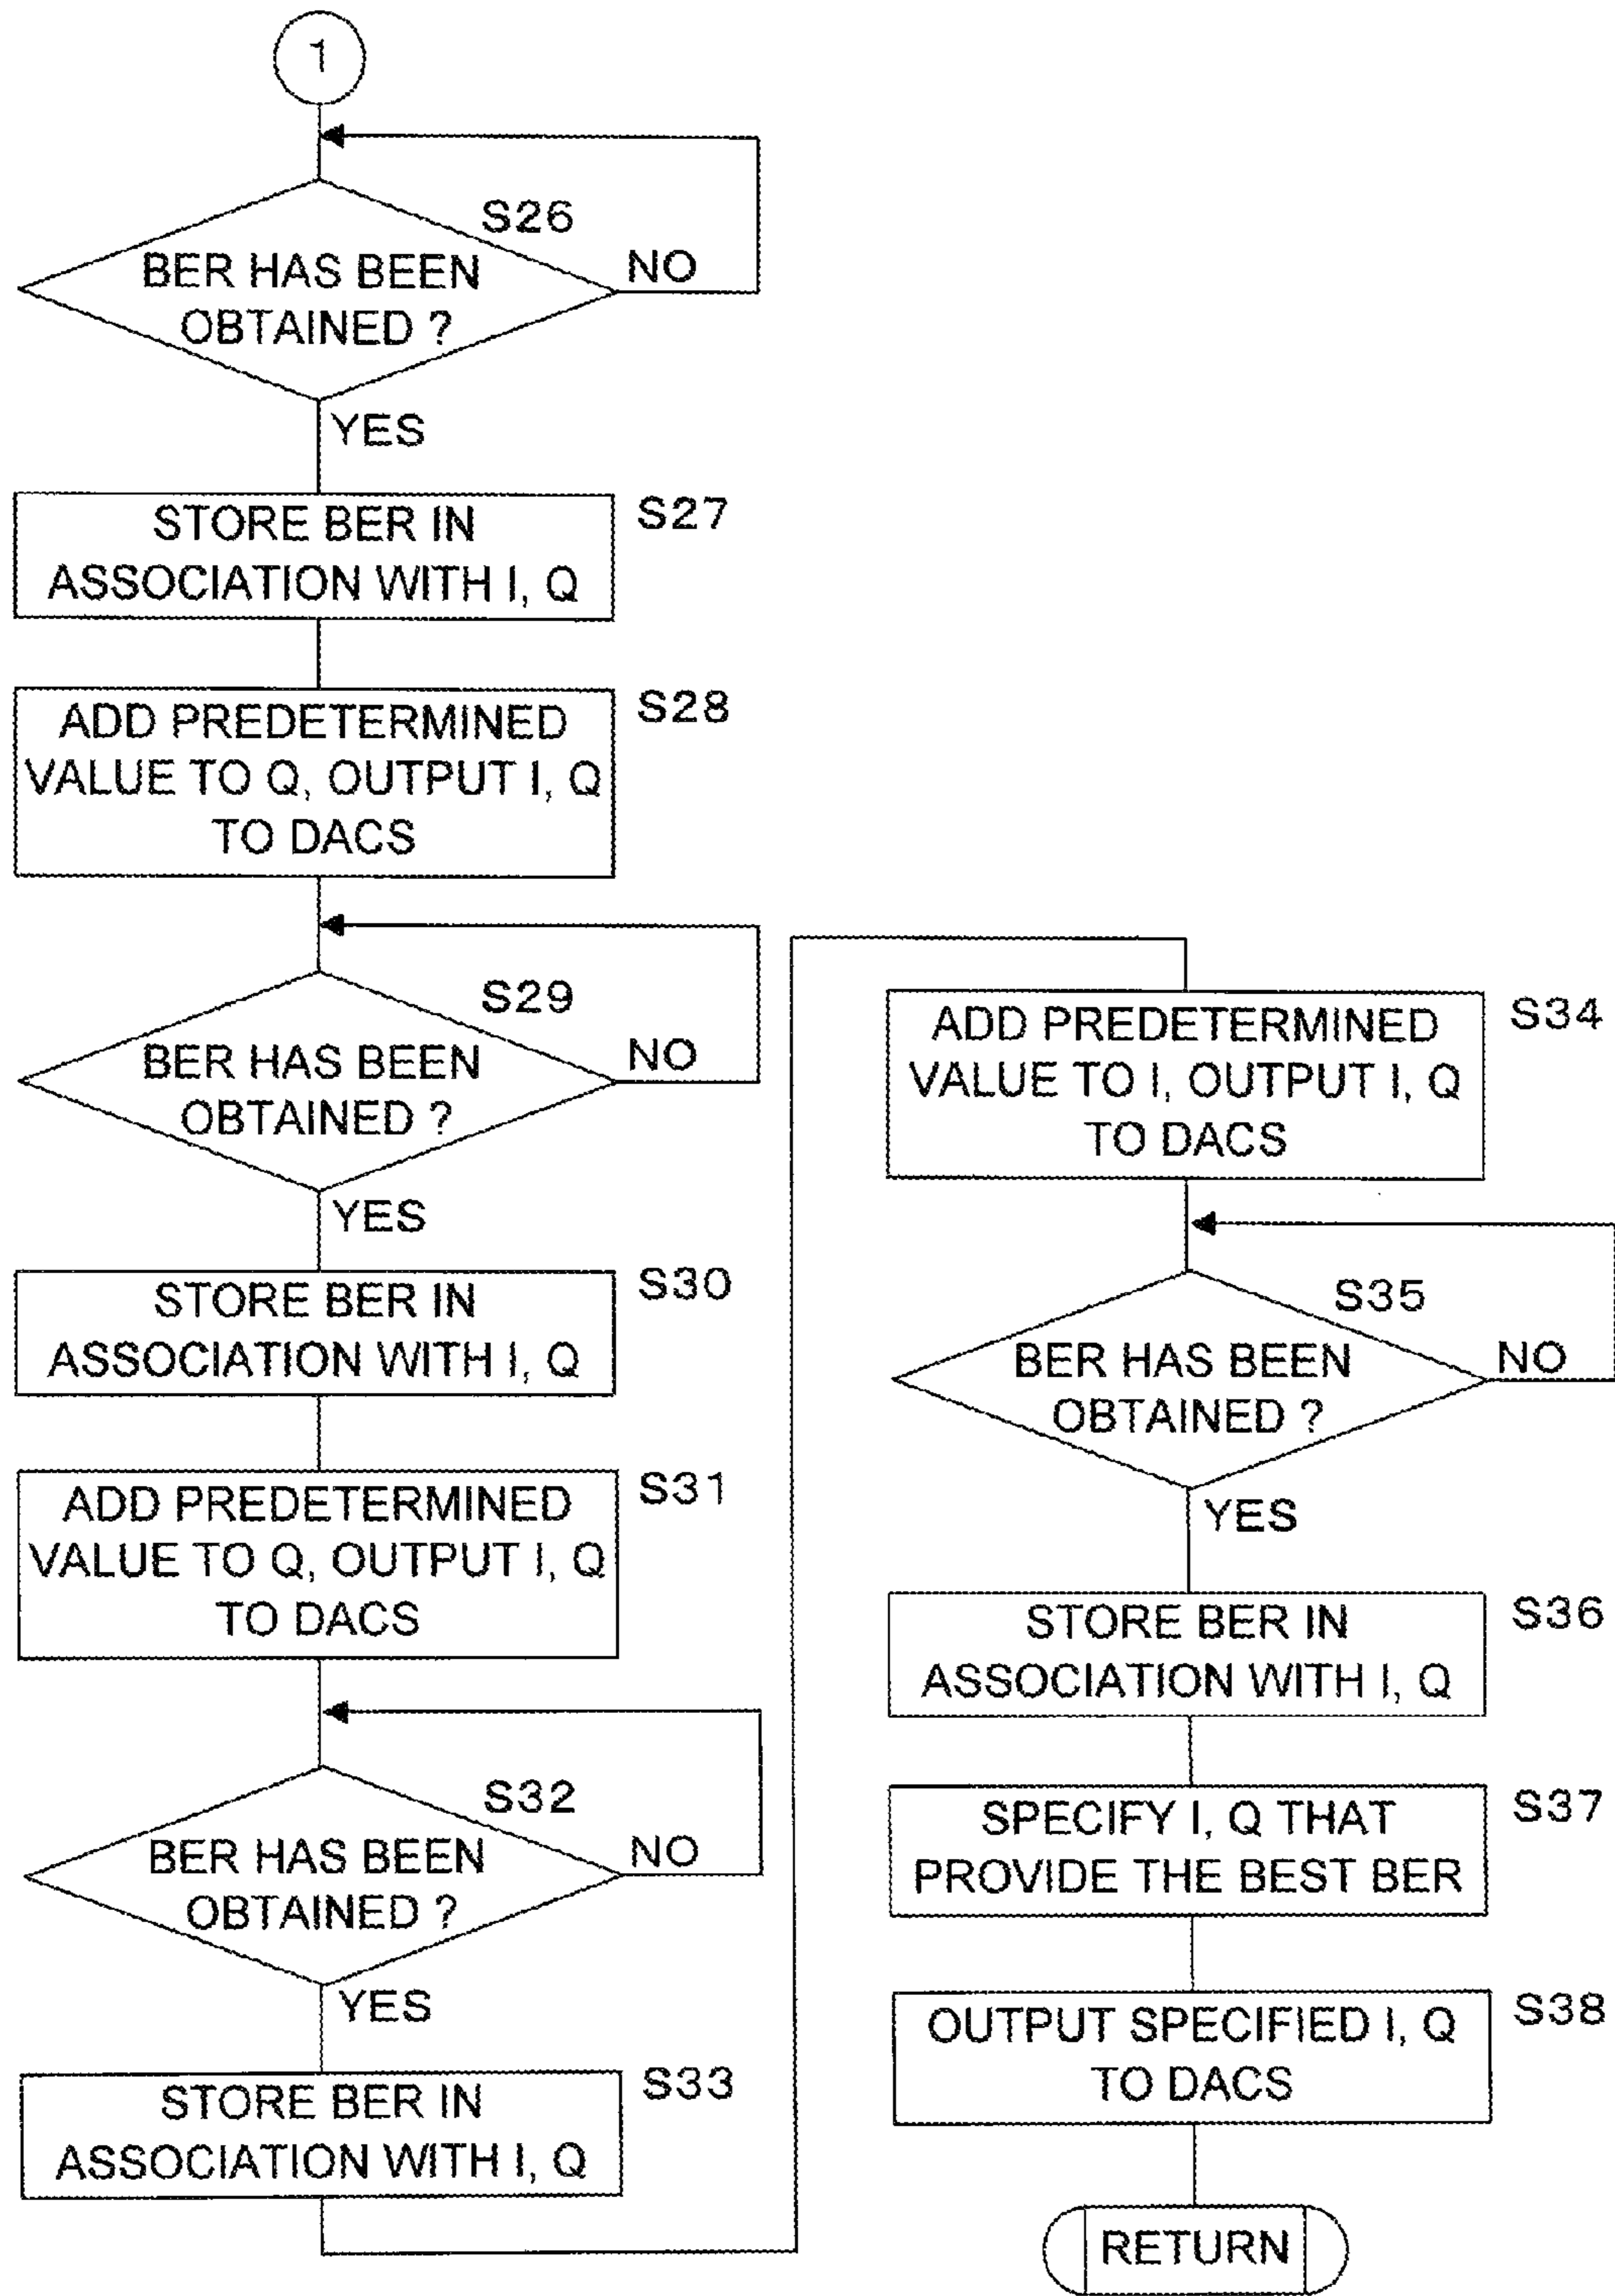 1
S26
BER HAS BEEN
OBTAINED ?
NO
YES
STORE BER IN
ASSOCIATION WITH I, Q
S27
ADD PREDETERMINED
VALUE TO Q, OUTPUT I, Q
TO DACS
S28
S29
BER HAS BEEN
OBTAINED ?
NO
YES
STORE BER IN
ASSOCIATION WITH I, Q
S30
ADD PREDETERMINED
VALUE TO Q, OUTPUT I, Q
TO DACS
S31
S32
BER HAS BEEN
OBTAINED ?
NO
YES
STORE BER IN
ASSOCIATION WITH I, Q
S33
ADD PREDETERMINED
VALUE TO I, OUTPUT I, Q
TO DACS
S34
S35
BER HAS BEEN
OBTAINED ?
NO
YES
STORE BER IN
ASSOCIATION WITH I, Q
S36
SPECIFY I, Q THAT
PROVIDE THE BEST BER
S37
OUTPUT SPECIFIED I, Q
TO DACS
S38
RETURN